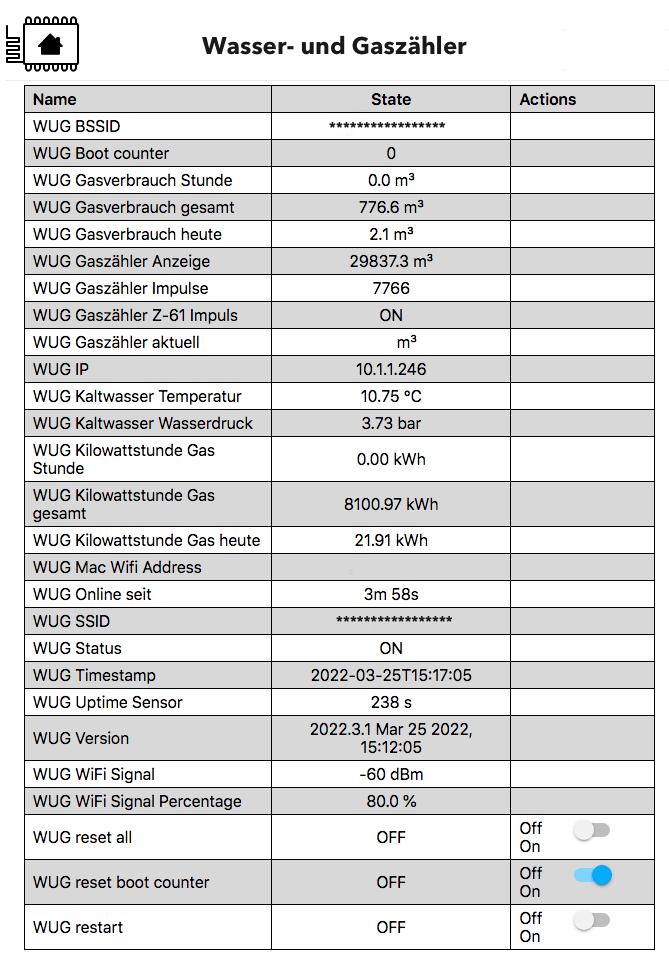 Wasser- und Gaszähler
Name State Actions
WUG BSSID *****************
WUG Boot counter 0
WUG Gasverbrauch Stunde 0.0 m³
WUG Gasverbrauch gesamt 776.6 m³
WUG Gasverbrauch heute 2.1 m³
WUG Gaszähler Anzeige 29837.3 m³
WUG Gaszähler Impulse 7766
WUG Gaszähler Z-61 Impuls ON
WUG Gaszähler aktuell m³
WUG IP 10.1.1.246
WUG Kaltwasser Temperatur 10.75 °C
WUG Kaltwasser Wasserdruck 3.73 bar
WUG Kilowattstunde Gas
Stunde 0.00 kWh
WUG Kilowattstunde Gas
gesamt 8100.97 kWh
WUG Kilowattstunde Gas heute 21.91 kWh
WUG Mac Wifi Address
WUG Online seit 3m 58s
WUG SSID *****************
WUG Status ON
WUG Timestamp 2022-03-25T15:17:05
WUG Uptime Sensor 238 s
WUG Version 2022.3.1 Mar 25 2022,
15:12:05
WUG WiFi Signal -60 dBm
WUG WiFi Signal Percentage 80.0 %
WUG reset all OFF Off
On
WUG reset boot counter OFF Off
On
WUG restart OFF Off
On